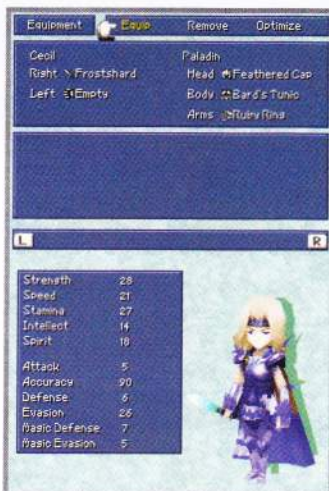 Equipment Equip Remove Optimize
Cecil Paladin
Right Frostshard Head Feathered Cap
Left Empty Body Bard's Tunic
Arms Ruby Ring
L R
Strength 28
Speed 21
Stamina 27
Intellect 14
Spirit 18
Attack 5
Accuracy 90
Defense 6
Evasion 26
Magic Defense 7
Magic Evasion 5